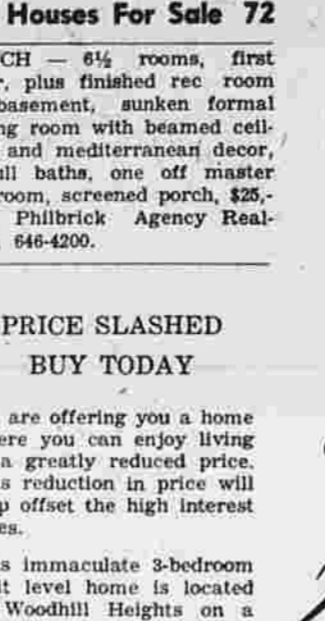 Houses For Sale 72
CH — 6½ rooms, first
r, plus finished rec room
basement, sunken formal
ng room with beamed ceil-
and mediterranean decor,
ull baths, one off master
room, screened porch, $25,-
Philbrick Agency Real-
646-4200.
PRICE SLASHED
BUY TODAY
are offering you a home
ere you can enjoy living
a greatly reduced price.
s reduction in price will
p offset the high interest
es.
s immaculate 3-bedroom
it level home is located
Woodhill Heights on a